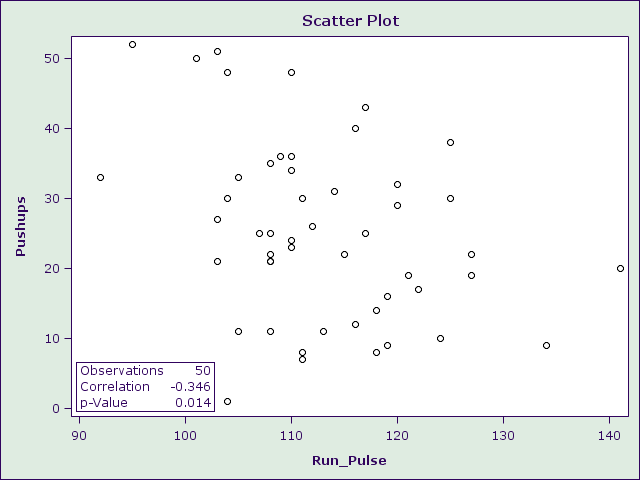 Scatter Plot
50
40
30
20
10
0
Pushups
Observations 50
Correlation -0.346
p-Value 0.014
90 100 110 120 130 140
Run_Pulse